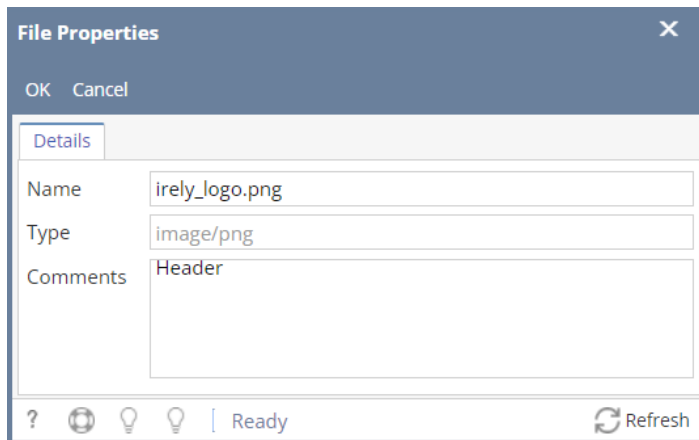 File Properties
OK Cancel
Details
Name irely_logo.png
Type image/png
Comments Header
? Ready Refresh